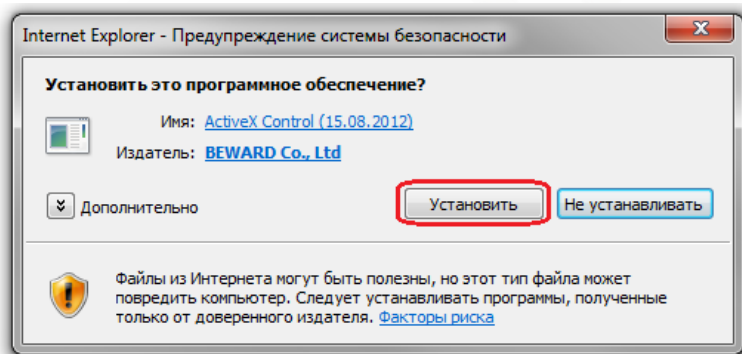 Internet Explorer - Предупреждение системы безопасности
Установить это программное обеспечение?
Имя: ActiveX Control (15.08.2012)
Издатель: BEWARD Co., Ltd
Дополнительно
Установить
Не устанавливать
Файлы из Интернета могут быть полезны, но этот тип файла может
повредить компьютер. Следует устанавливать программы, полученные
только от доверенного издателя. Факторы риска